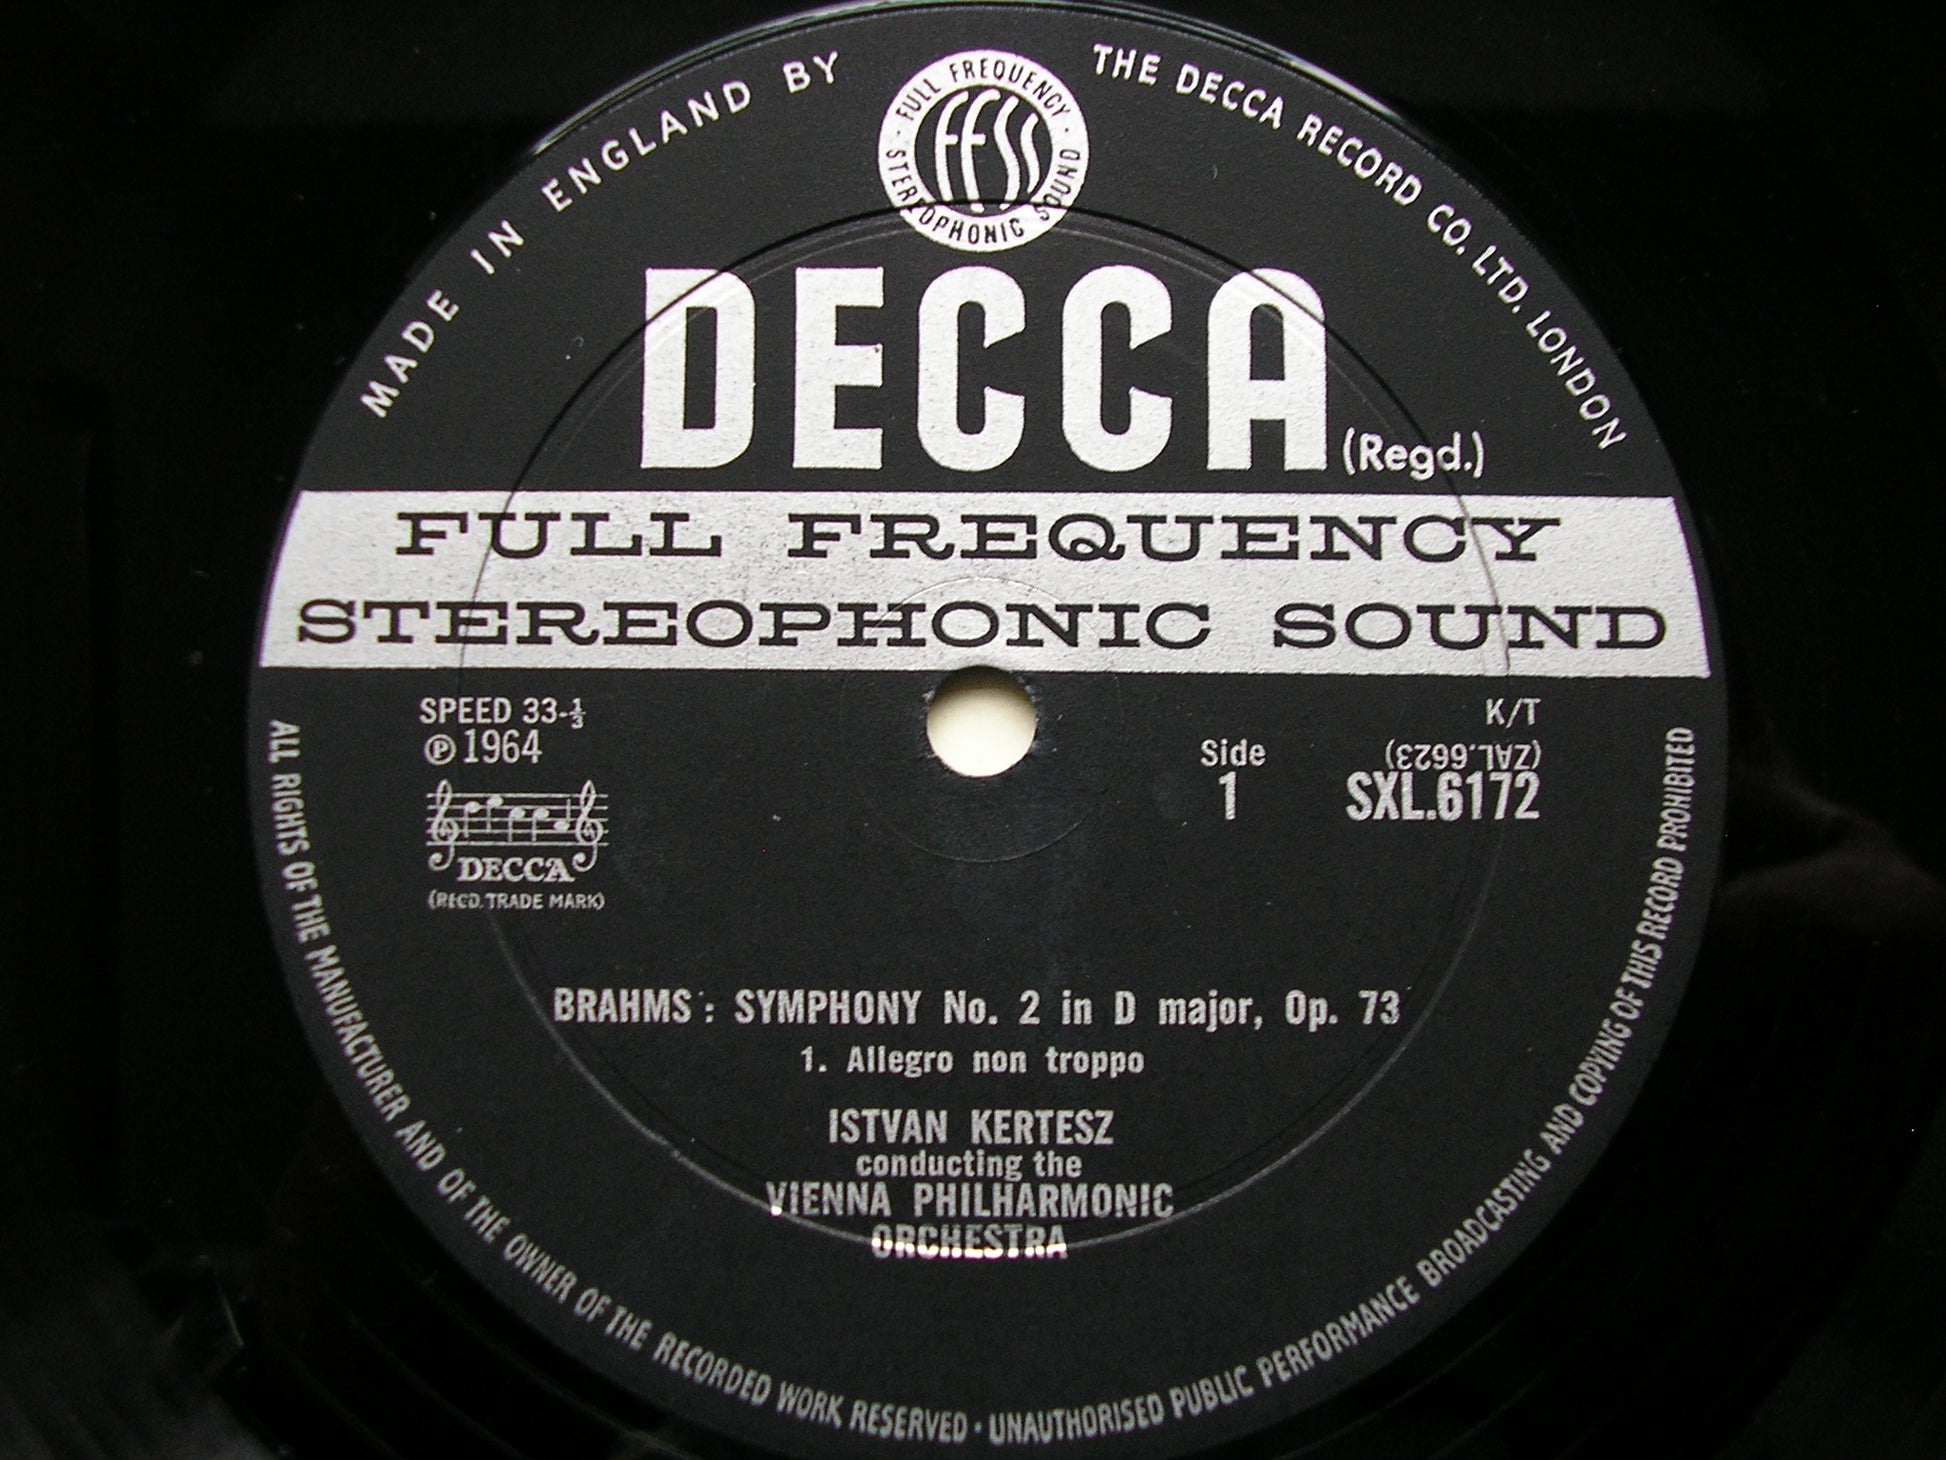 MADE IN ENGLAND BY
THE DECCA RECORD CO. LTD. LONDON
· FULL FREQUENCY · STEREOPHONIC SOUND
FFSS
DECCA (Regd.)
FULL FREQUENCY
STEREOPHONIC SOUND
SPEED 33-⅓
℗ 1964
DECCA
(REGD. TRADE MARK)
K/T
(ZAL.6623)
Side
1
SXL.6172
BRAHMS : SYMPHONY No. 2 in D major, Op. 73
1. Allegro non troppo
ISTVAN KERTESZ
conducting the
VIENNA PHILHARMONIC
ORCHESTRA
ALL RIGHTS OF THE MANUFACTURER AND OF THE OWNER OF THE RECORDED WORK RESERVED · UNAUTHORISED PUBLIC PERFORMANCE BROADCASTING AND COPYING OF THIS RECORD PROHIBITED